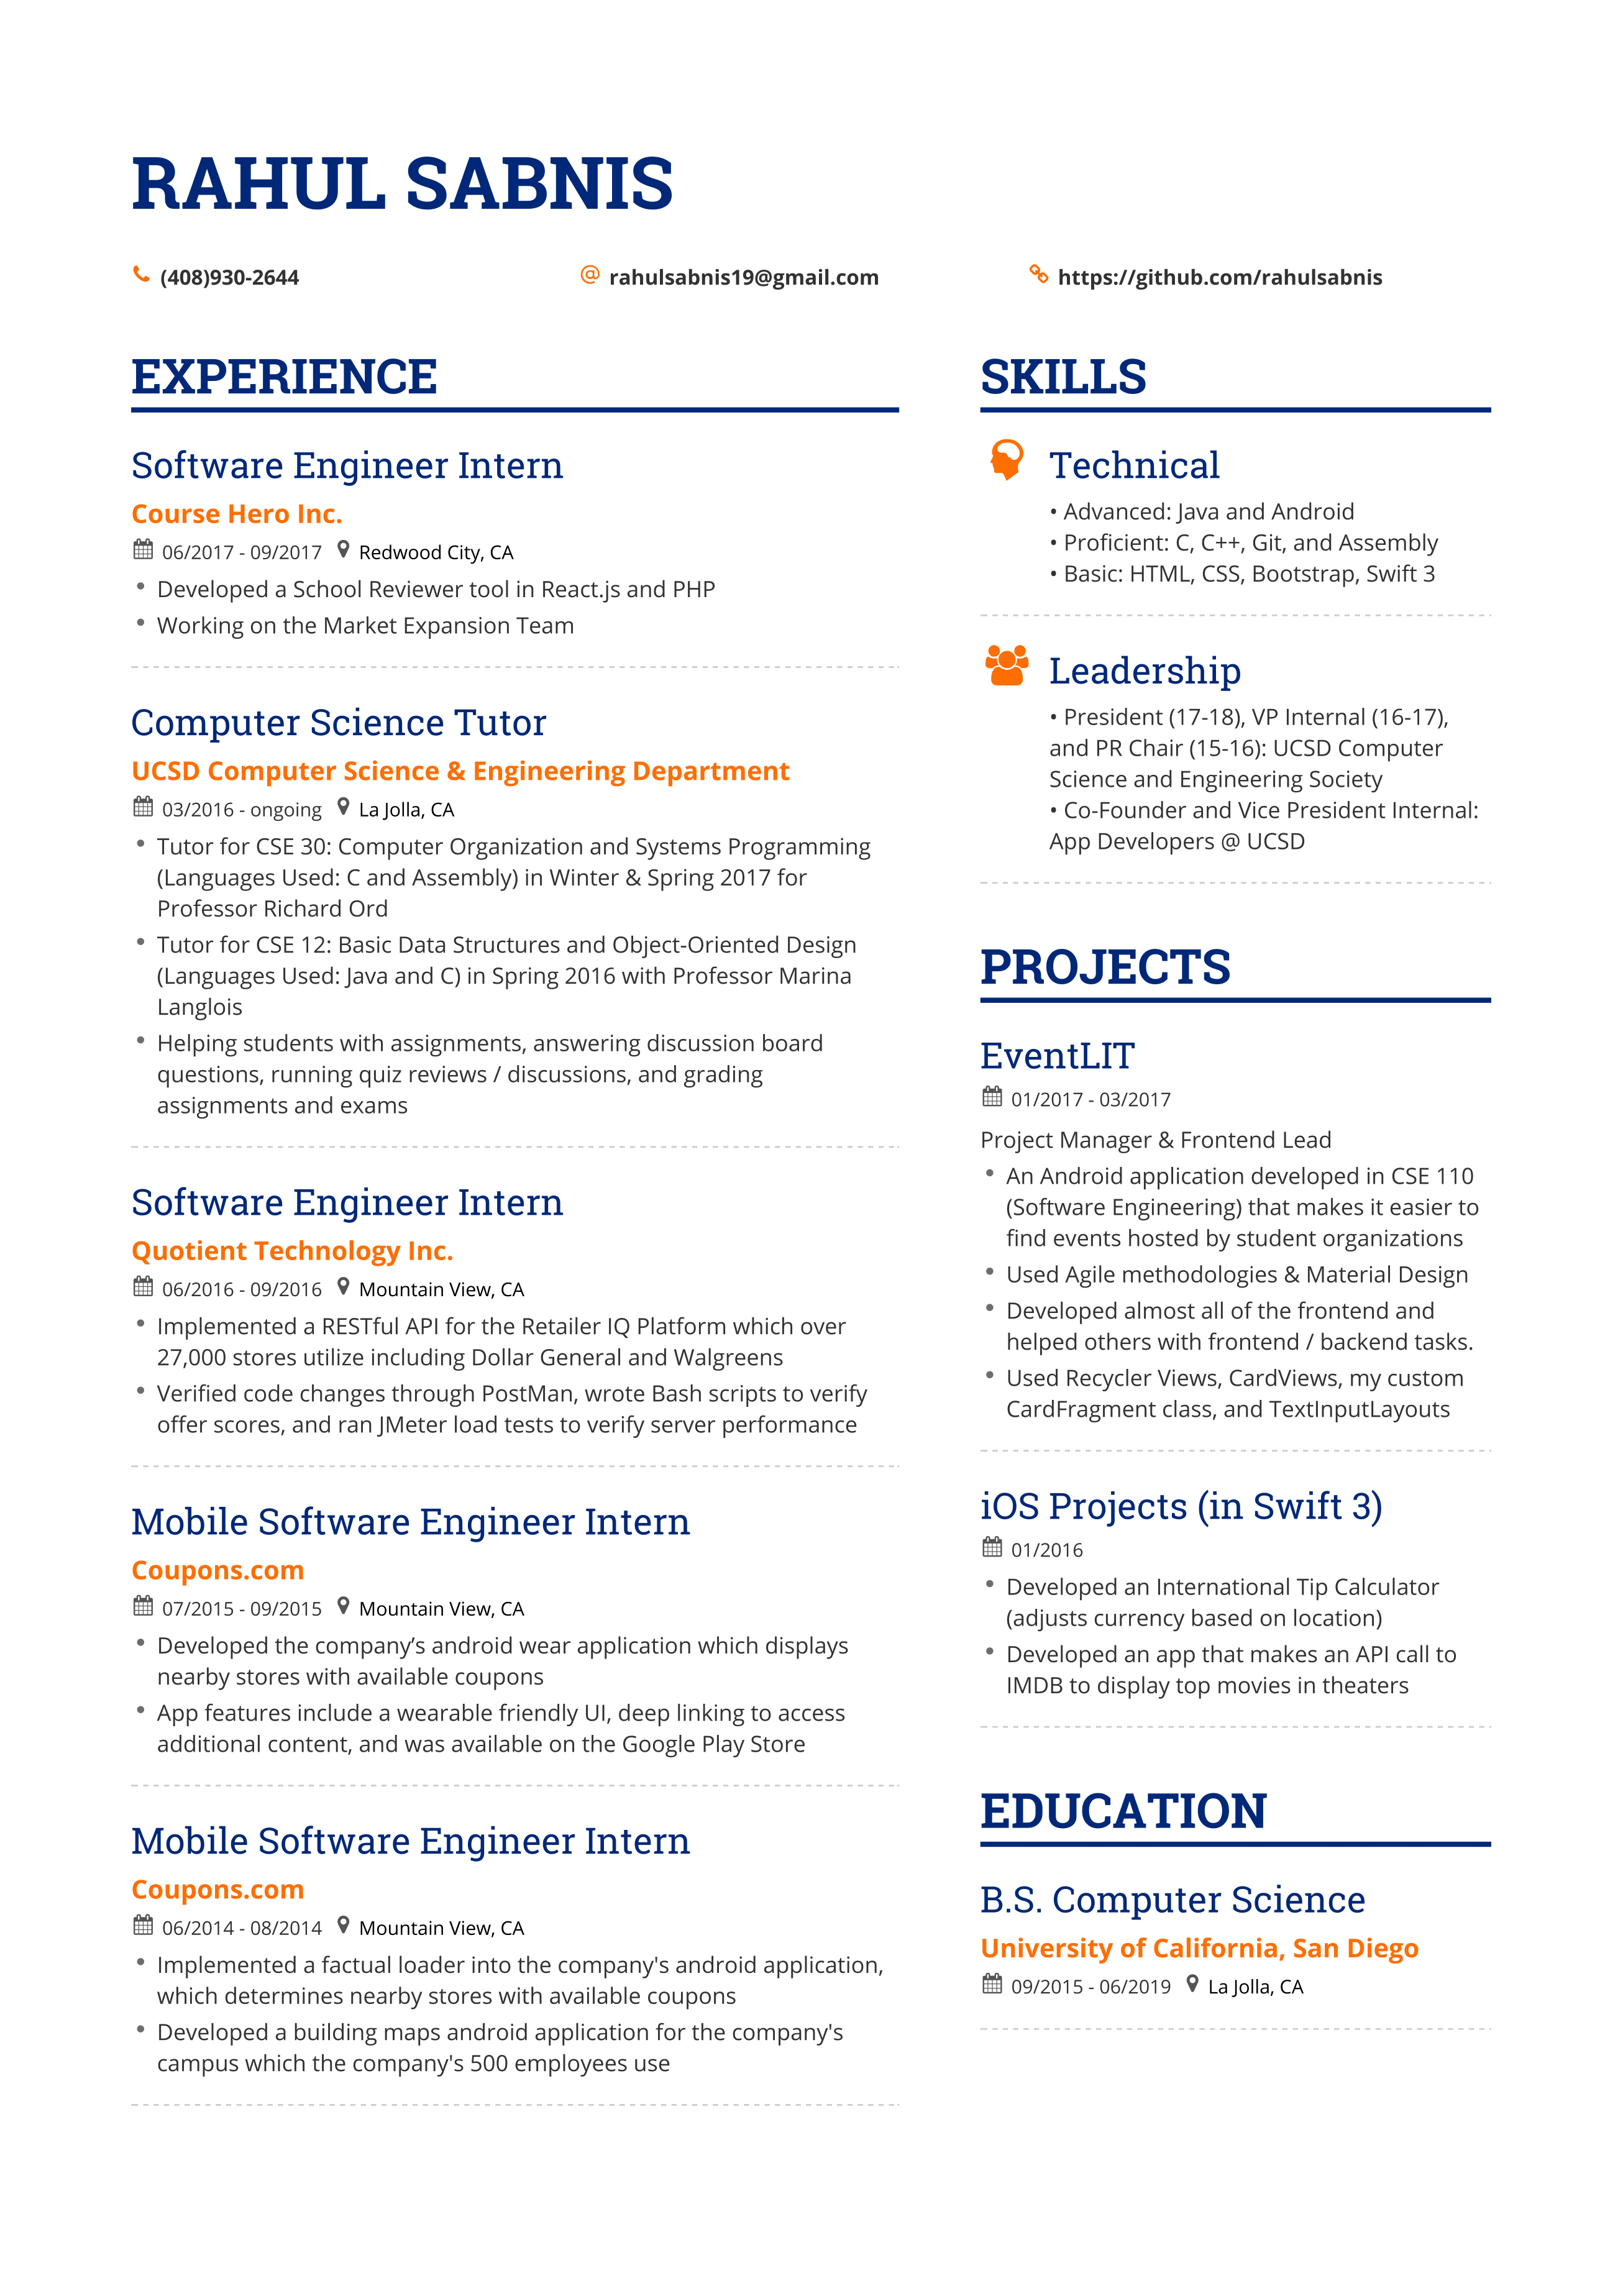 RAHUL SABNIS
(408)930-2644
rahulsabnis19@gmail.com
https://github.com/rahulsabnis
EXPERIENCE
Software Engineer Intern
Course Hero Inc.
06/2017 - 09/2017 Redwood City, CA
• Developed a School Reviewer tool in React.js and PHP
• Working on the Market Expansion Team
Computer Science Tutor
UCSD Computer Science & Engineering Department
03/2016 - ongoing La Jolla, CA
• Tutor for CSE 30: Computer Organization and Systems Programming
(Languages Used: C and Assembly) in Winter & Spring 2017 for
Professor Richard Ord
• Tutor for CSE 12: Basic Data Structures and Object-Oriented Design
(Languages Used: Java and C) in Spring 2016 with Professor Marina
Langlois
• Helping students with assignments, answering discussion board
questions, running quiz reviews / discussions, and grading
assignments and exams
Software Engineer Intern
Quotient Technology Inc.
06/2016 - 09/2016 Mountain View, CA
• Implemented a RESTful API for the Retailer IQ Platform which over
27,000 stores utilize including Dollar General and Walgreens
• Verified code changes through PostMan, wrote Bash scripts to verify
offer scores, and ran JMeter load tests to verify server performance
Mobile Software Engineer Intern
Coupons.com
07/2015 - 09/2015 Mountain View, CA
• Developed the company’s android wear application which displays
nearby stores with available coupons
• App features include a wearable friendly UI, deep linking to access
additional content, and was available on the Google Play Store
Mobile Software Engineer Intern
Coupons.com
06/2014 - 08/2014 Mountain View, CA
• Implemented a factual loader into the company's android application,
which determines nearby stores with available coupons
• Developed a building maps android application for the company's
campus which the company's 500 employees use
SKILLS
Technical
• Advanced: Java and Android
• Proficient: C, C++, Git, and Assembly
• Basic: HTML, CSS, Bootstrap, Swift 3
Leadership
• President (17-18), VP Internal (16-17),
and PR Chair (15-16): UCSD Computer
Science and Engineering Society
• Co-Founder and Vice President Internal:
App Developers @ UCSD
PROJECTS
EventLIT
01/2017 - 03/2017
Project Manager & Frontend Lead
• An Android application developed in CSE 110
(Software Engineering) that makes it easier to
find events hosted by student organizations
• Used Agile methodologies & Material Design
• Developed almost all of the frontend and
helped others with frontend / backend tasks.
• Used Recycler Views, CardViews, my custom
CardFragment class, and TextInputLayouts
iOS Projects (in Swift 3)
01/2016
• Developed an International Tip Calculator
(adjusts currency based on location)
• Developed an app that makes an API call to
IMDB to display top movies in theaters
EDUCATION
B.S. Computer Science
University of California, San Diego
09/2015 - 06/2019 La Jolla, CA